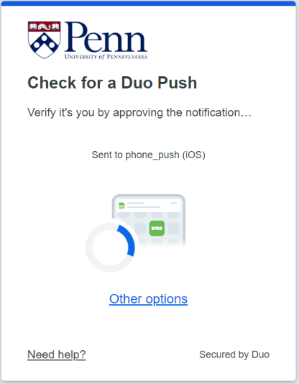 Penn
UNIVERSITY OF PENNSYLVANIA
Check for a Duo Push
Verify it's you by approving the notification…
Sent to phone_push (iOS)
Other options
Need help?
Secured by Duo